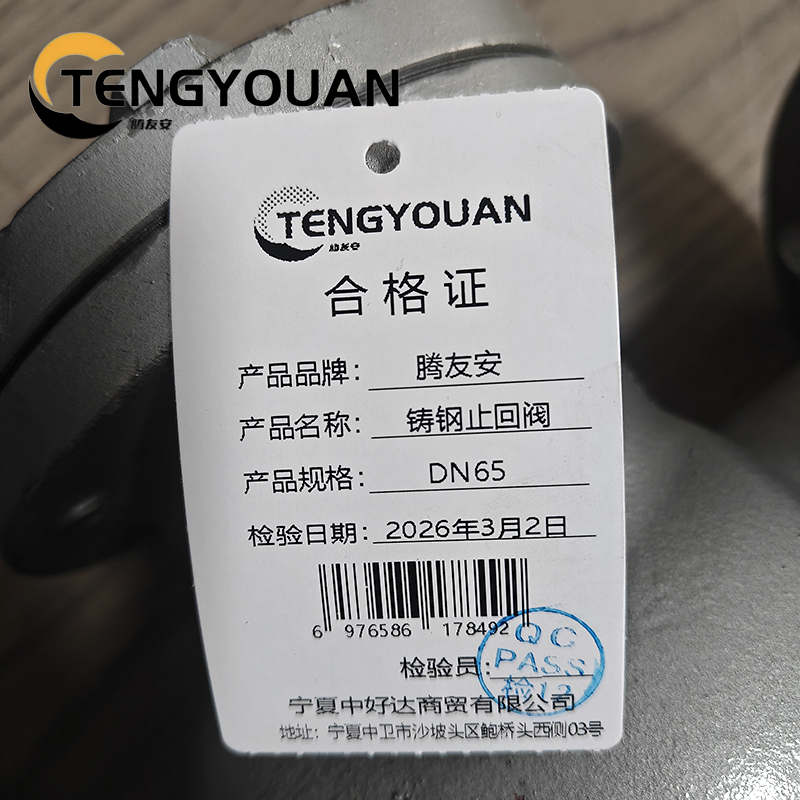 TENGYOUAN
腾友安
TENGYOUAN
腾友安
合格证
产品品牌: 腾友安
产品名称: 铸钢止回阀
产品规格: DN65
检验日期: 2026年3月2日
6 976586 178492
检验员:
QC
PASS
检12
宁夏中好达商贸有限公司
地址: 宁夏中卫市沙坡头区鲍桥头西侧03号